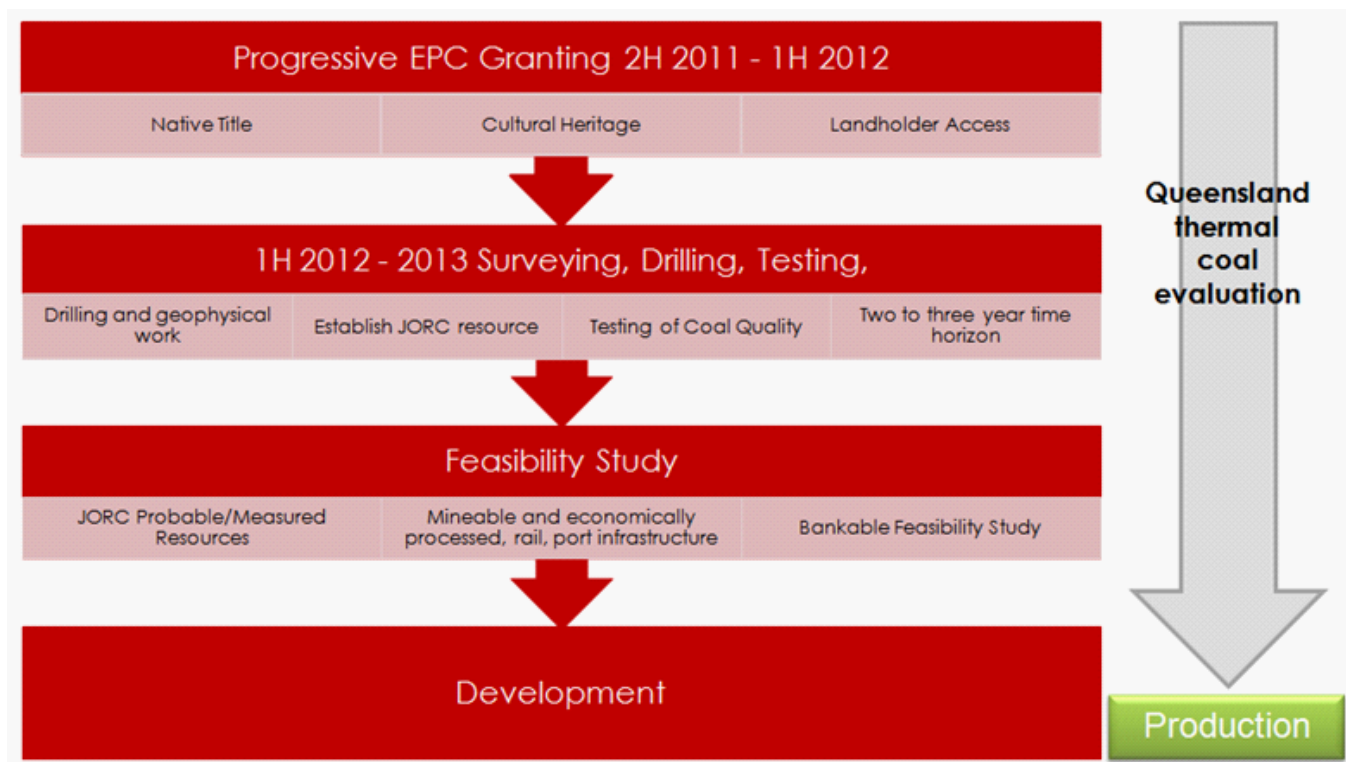 Progressive EPC Granting 2H 2011 - 1H 2012
Native Title
Cultural Heritage
Landholder Access
1H 2012 - 2013 Surveying, Drilling, Testing,
Drilling and geophysical
work
Establish JORC resource
Testing of Coal Quality
Two to three year time
horizon
Feasibility Study
JORC Probable/Measured
Resources
Mineable and economically
processed, rail, port infrastructure
Bankable Feasibility Study
Development
Queensland
thermal
coal
evaluation
Production